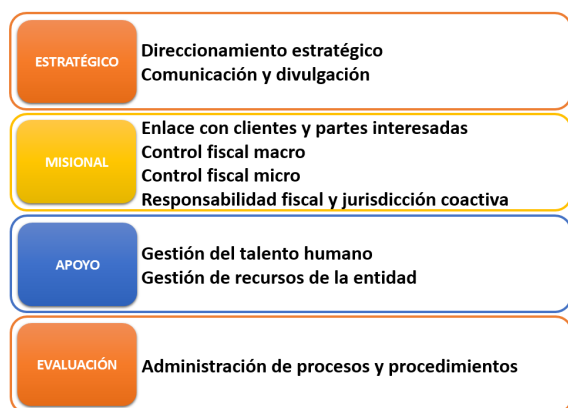 ESTRATÉGICO
Direccionamiento estratégico
Comunicación y divulgación
MISIONAL
Enlace con clientes y partes interesadas
Control fiscal macro
Control fiscal micro
Responsabilidad fiscal y jurisdicción coactiva
APOYO
Gestión del talento humano
Gestión de recursos de la entidad
EVALUACIÓN
Administración de procesos y procedimientos